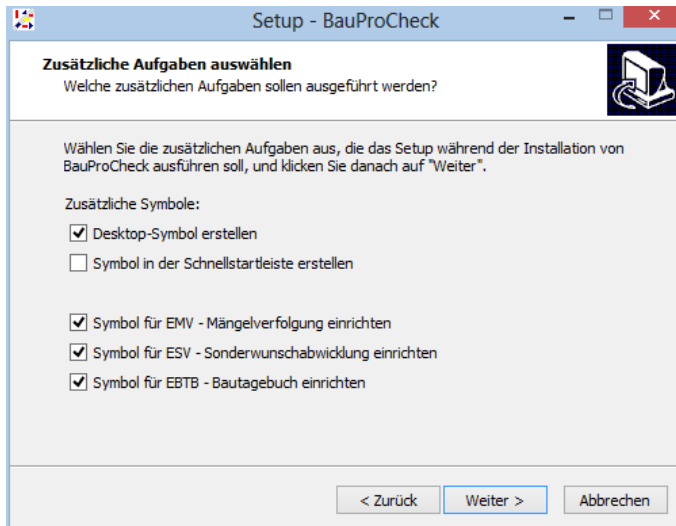 Setup - BauProCheck
Zusätzliche Aufgaben auswählen
Welche zusätzlichen Aufgaben sollen ausgeführt werden?
Wählen Sie die zusätzlichen Aufgaben aus, die das Setup während der Installation von
BauProCheck ausführen soll, und klicken Sie danach auf "Weiter".
Zusätzliche Symbole:
Desktop-Symbol erstellen
Symbol in der Schnellstartleiste erstellen
Symbol für EMV - Mängelverfolgung einrichten
Symbol für ESV - Sonderwunschabwicklung einrichten
Symbol für EBTB - Bautagebuch einrichten
< Zurück
Weiter >
Abbrechen